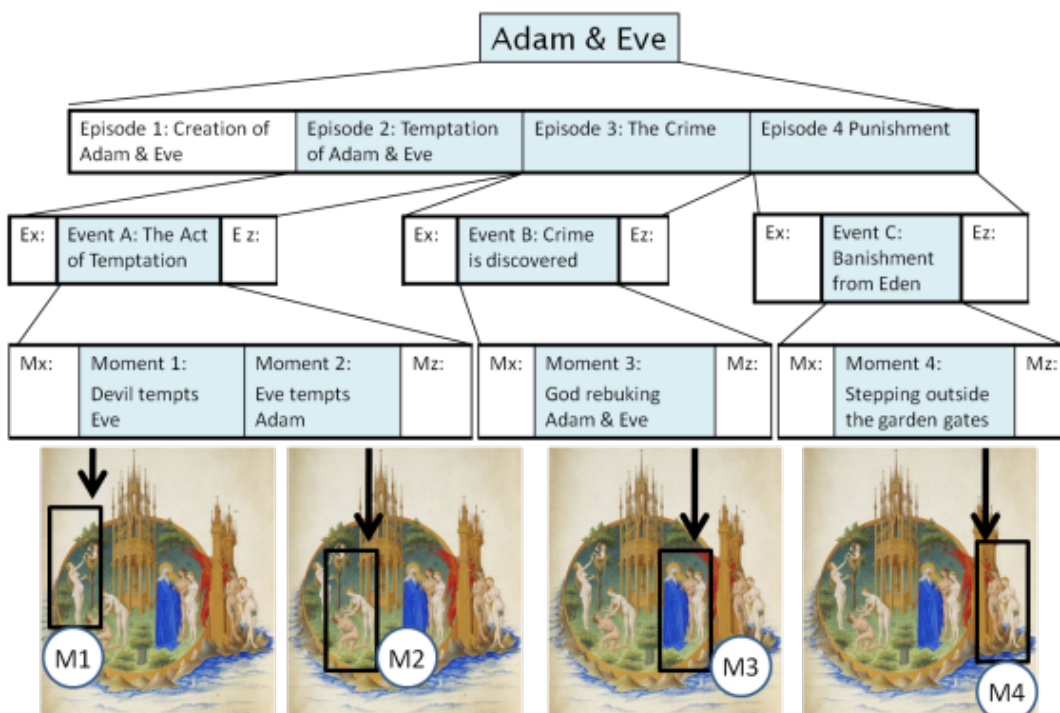 Adam & Eve
Episode 1: Creation of
Adam & Eve
Episode 2: Temptation
of Adam & Eve
Episode 3: The Crime
Episode 4 Punishment
Ex:
Event A: The Act
of Temptation
E z:
Ex:
Event B: Crime
is discovered
Ez:
Ex:
Event C:
Banishment
from Eden
Ez:
Mx:
Moment 1:
Devil tempts
Eve
Moment 2:
Eve tempts
Adam
Mz:
Mx:
Moment 3:
God rebuking
Adam & Eve
Mz:
Mx:
Moment 4:
Stepping outside
the garden gates
Mz:
M1
M2
M3
M4